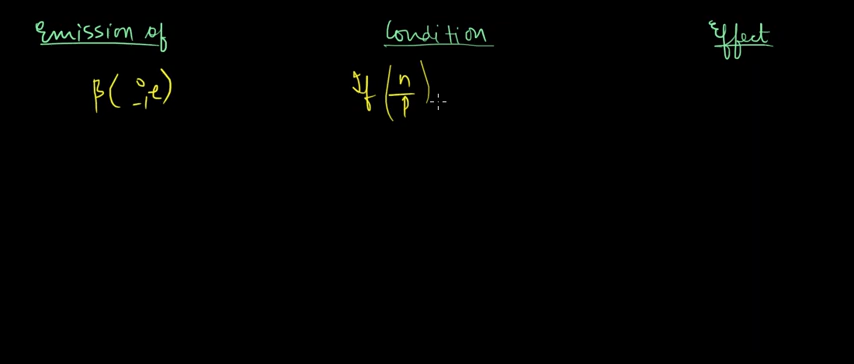 Emission of Condition Effect
β( ⁰₋₁e) If (n/p)